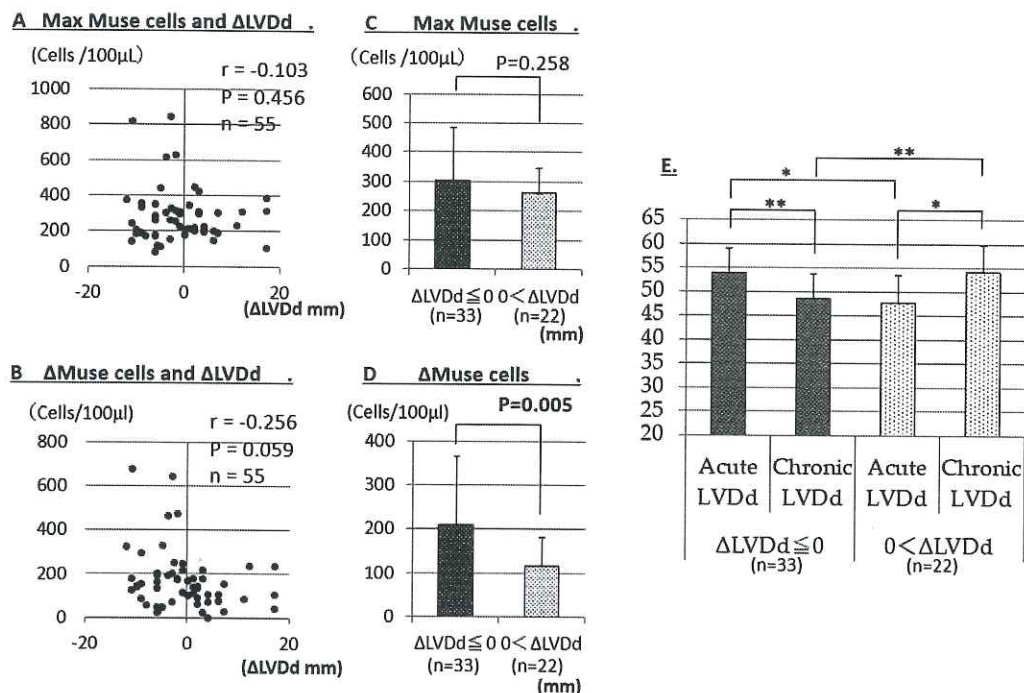 A Max Muse cells and ΔLVDd .
(Cells /100μL)
r = -0.103
P = 0.456
n = 55
1000
800
600
400
200
0
-20 0 20
(ΔLVDd mm)
C Max Muse cells .
(Cells/100μL)
P=0.258
600
500
400
300
200
100
0
ΔLVDd≦0 0<ΔLVDd
(n=33) (n=22)
(mm)
B ΔMuse cells and ΔLVDd .
(Cells/100μl)
r = -0.256
P = 0.059
n = 55
800
600
400
200
0
-20 0 20
(ΔLVDd mm)
D ΔMuse cells .
(Cells/100μl)
P=0.005
400
300
200
100
0
ΔLVDd≦0 0<ΔLVDd
(n=33) (n=22)
(mm)
E.
**
*
** *
65
60
55
50
45
40
35
30
25
20
Acute Chronic Acute Chronic
LVDd LVDd LVDd LVDd
ΔLVDd≦0 0<ΔLVDd
(n=33) (n=22)